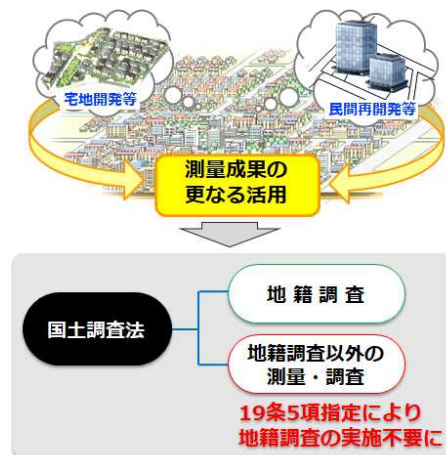 宅地開発等
民間再開発等
測量成果の
更なる活用
国土調査法
地籍調査
地籍調査以外の
測量・調査
19条5項指定により
地籍調査の実施不要に